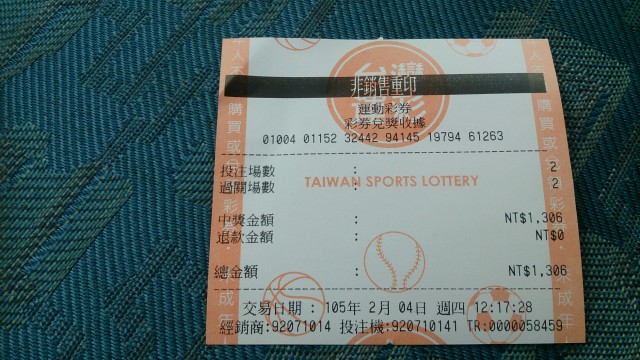 非銷售重印
運動彩券
彩券兌獎收據
01004 01152 32442 94145 19794 61263
投注場數 : 2
過關場數 : 2
TAIWAN SPORTS LOTTERY
中獎金額 : NT$1,306
退款金額 : NT$0
總金額 : NT$1,306
交易日期 : 105年 2月 04日 週四 12:17:28
經銷商:92071014 投注機:920710141 TR:0000058459